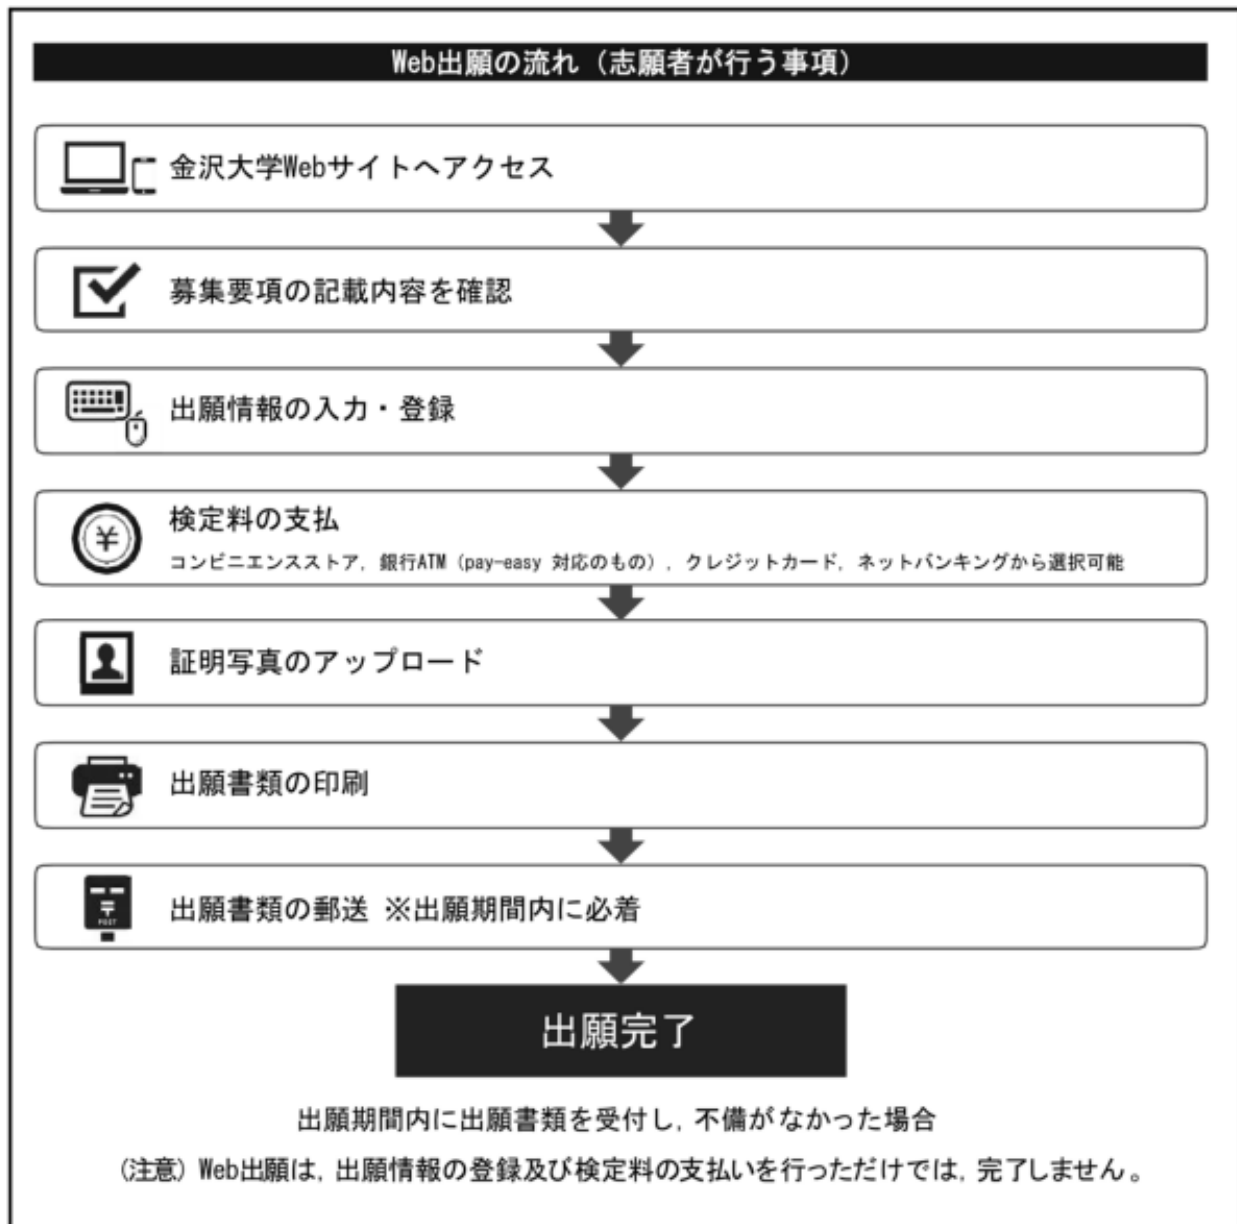 Web出願の流れ（志願者が行う事項）
金沢大学Webサイトへアクセス
募集要項の記載内容を確認
出願情報の入力・登録
検定料の支払
コンビニエンスストア，銀行ATM（pay-easy 対応のもの），クレジットカード，ネットバンキングから選択可能
証明写真のアップロード
出願書類の印刷
出願書類の郵送 ※出願期間内に必着
出願完了
出願期間内に出願書類を受付し，不備がなかった場合
（注意）Web出願は，出願情報の登録及び検定料の支払いを行っただけでは，完了しません。